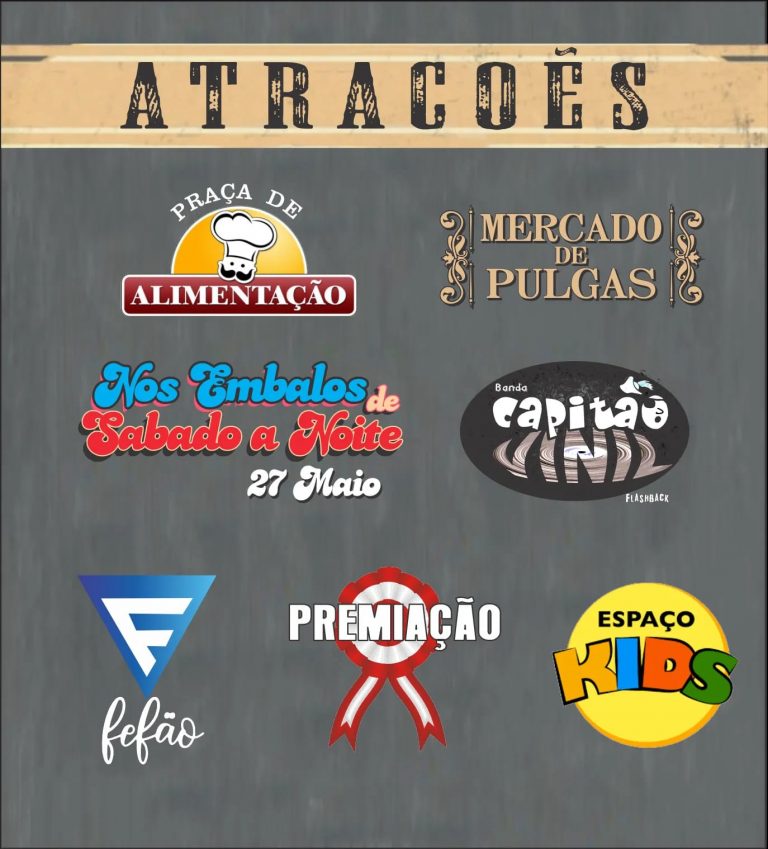 ATRACOẼS
PRAÇA DE
ALIMENTAÇÃO
MERCADO
DE
PULGAS
Nos Embalos de
Sabado a Noite
27 Maio
Banda
capitão
VINIL
FLASHBACK
F
fefão
PREMIAÇÃO
ESPAÇO
KIDS